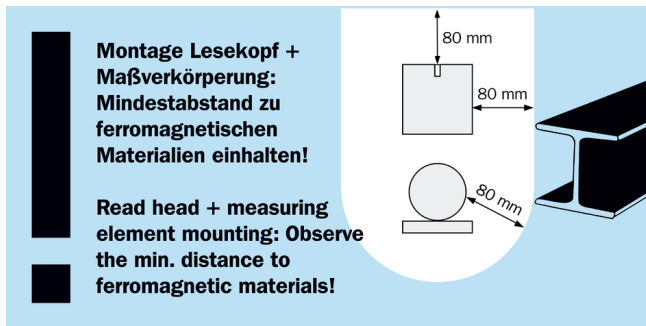 Montage Lesekopf +
Maßverkörperung:
Mindestabstand zu
ferromagnetischen
Materialien einhalten!
Read head + measuring
element mounting: Observe
the min. distance to
ferromagnetic materials!
80 mm
80 mm
80 mm